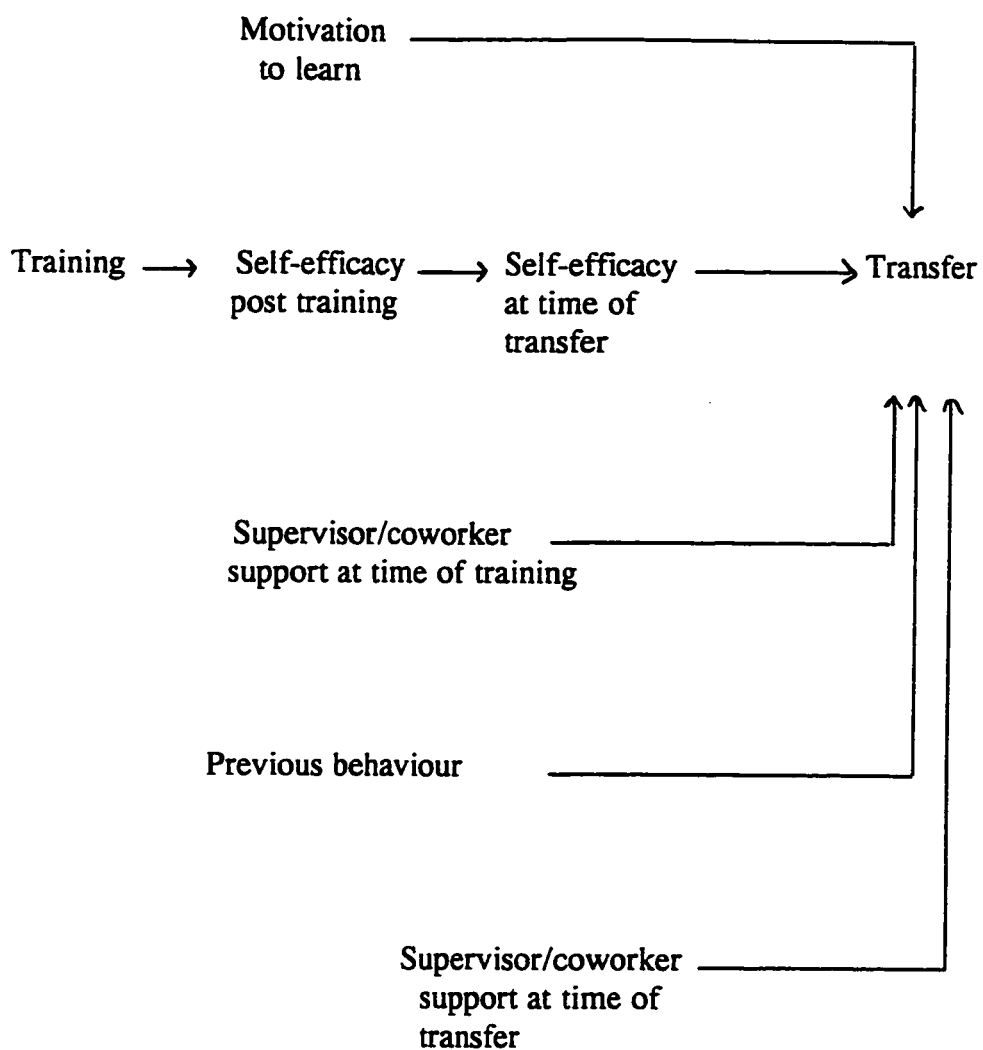 Motivation
to learn
Training
Self-efficacy
post training
Self-efficacy
at time of
transfer
Transfer
Supervisor/coworker
support at time of training
Previous behaviour
Supervisor/coworker
support at time of
transfer